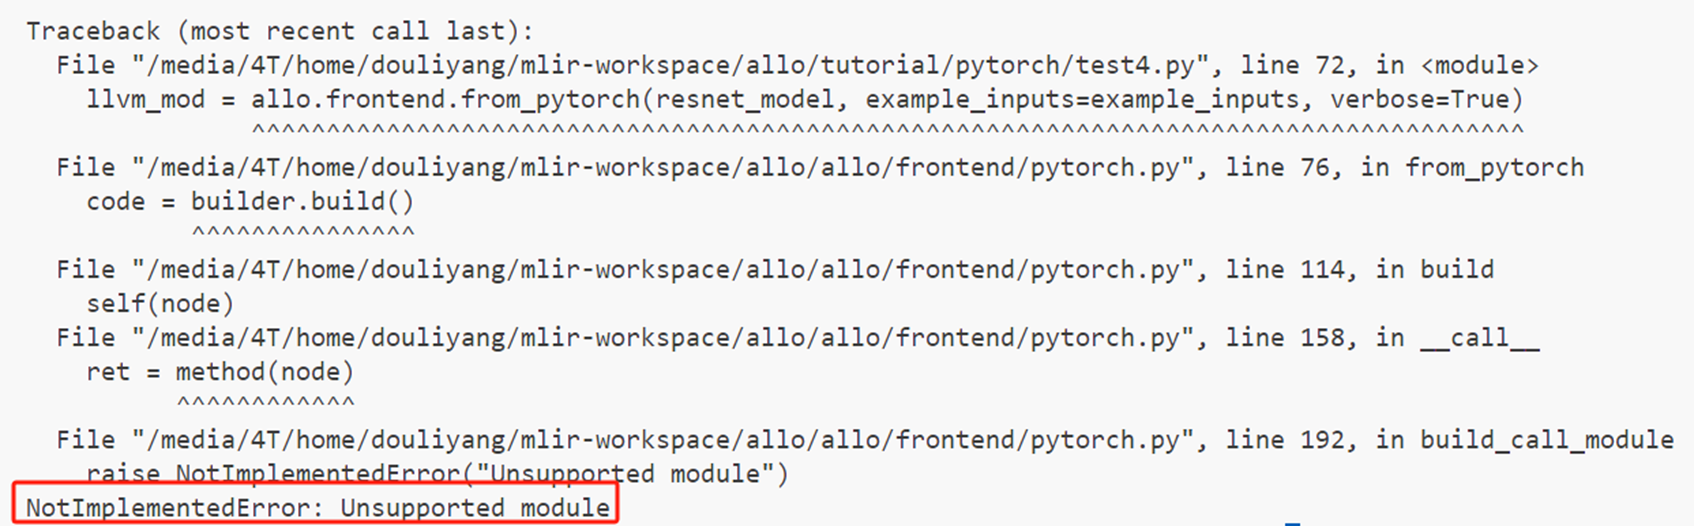 Traceback (most recent call last):
  File "/media/4T/home/douliyang/mlir-workspace/allo/tutorial/pytorch/test4.py", line 72, in <module>
    llvm_mod = allo.frontend.from_pytorch(resnet_model, example_inputs=example_inputs, verbose=True)
               ^^^^^^^^^^^^^^^^^^^^^^^^^^^^^^^^^^^^^^^^^^^^^^^^^^^^^^^^^^^^^^^^^^^^^^^^^^^^^^^^^^^^^
  File "/media/4T/home/douliyang/mlir-workspace/allo/allo/frontend/pytorch.py", line 76, in from_pytorch
    code = builder.build()
           ^^^^^^^^^^^^^^^
  File "/media/4T/home/douliyang/mlir-workspace/allo/allo/frontend/pytorch.py", line 114, in build
    self(node)
  File "/media/4T/home/douliyang/mlir-workspace/allo/allo/frontend/pytorch.py", line 158, in __call__
    ret = method(node)
          ^^^^^^^^^^^^
  File "/media/4T/home/douliyang/mlir-workspace/allo/allo/frontend/pytorch.py", line 192, in build_call_module
    raise NotImplementedError("Unsupported module")
NotImplementedError: Unsupported module